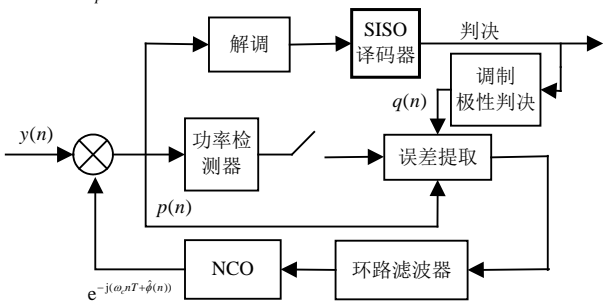 p
解调
SISO
译码器
判决
调制
极性判决
q(n)
y(n)
功率检
测器
误差提取
p(n)
NCO
环路滤波器
e^{-j(ω_c nT+\hat{φ}(n))}